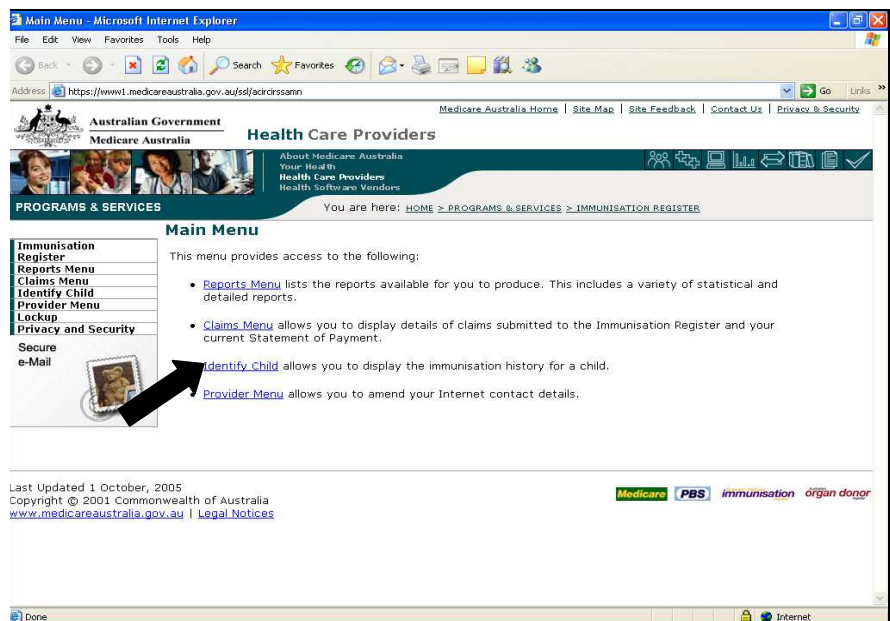 Main Menu - Microsoft Internet Explorer
File Edit View Favorites Tools Help
Back Search Favorites
Address https://www1.medicareaustralia.gov.au/ssl/acircirssamn Go Links »
Medicare Australia Home | Site Map | Site Feedback | Contact Us | Privacy & Security
Australian Government
Medicare Australia
Health Care Providers
About Medicare Australia
Your Health
Health Care Providers
Health Software Vendors
PROGRAMS & SERVICES
You are here: HOME > PROGRAMS & SERVICES > IMMUNISATION REGISTER
Immunisation
Register
Reports Menu
Claims Menu
Identify Child
Provider Menu
Lockup
Privacy and Security
Secure
e-Mail
Main Menu
This menu provides access to the following:
• Reports Menu lists the reports available for you to produce. This includes a variety of statistical and
detailed reports.
• Claims Menu allows you to display details of claims submitted to the Immunisation Register and your
current Statement of Payment.
Identify Child allows you to display the immunisation history for a child.
• Provider Menu allows you to amend your Internet contact details.
Last Updated 1 October, 2005
Copyright © 2001 Commonwealth of Australia
www.medicareaustralia.gov.au | Legal Notices
Medicare PBS immunisation organ donor
Done Internet